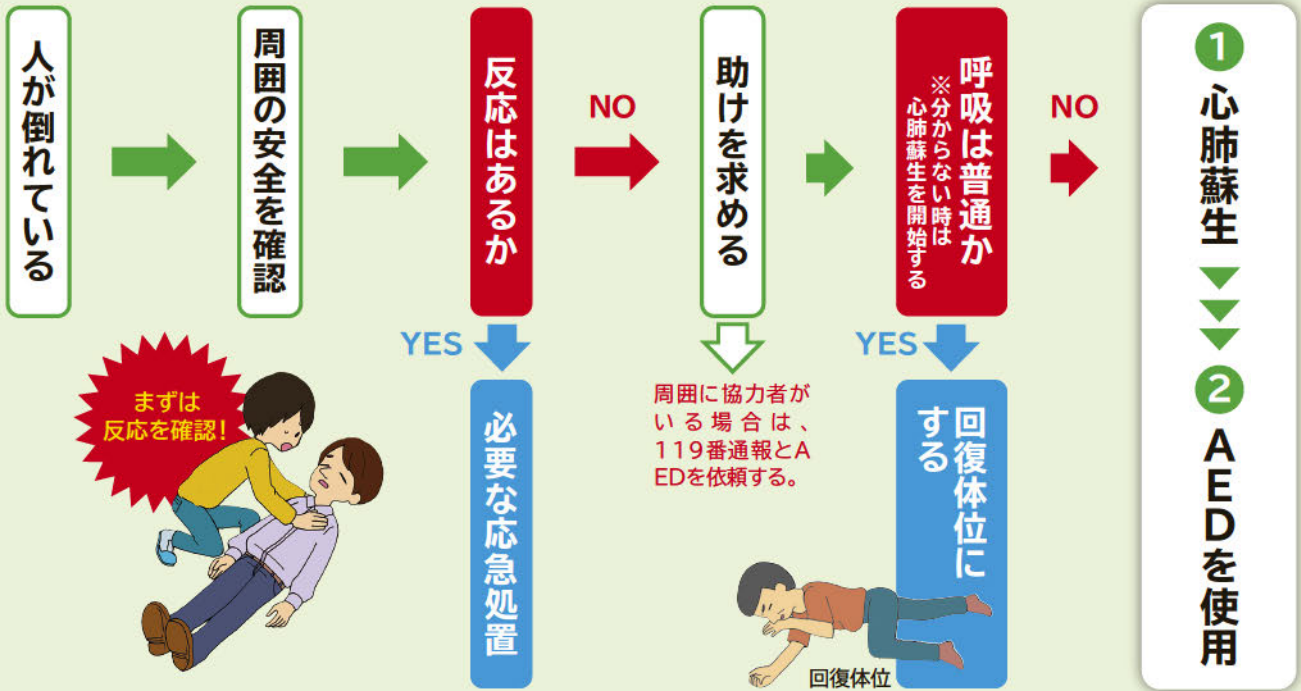 人が倒れている
周囲の安全を確認
反応はあるか
NO
助けを求める
呼吸は普通か
※分からない時は
心肺蘇生を開始する
NO
❶心肺蘇生
❷AEDを使用
YES
必要な応急処置
周囲に協力者が
いる場合は、
119番通報とA
EDを依頼する。
YES
回復体位に
する
まずは
反応を確認!
回復体位